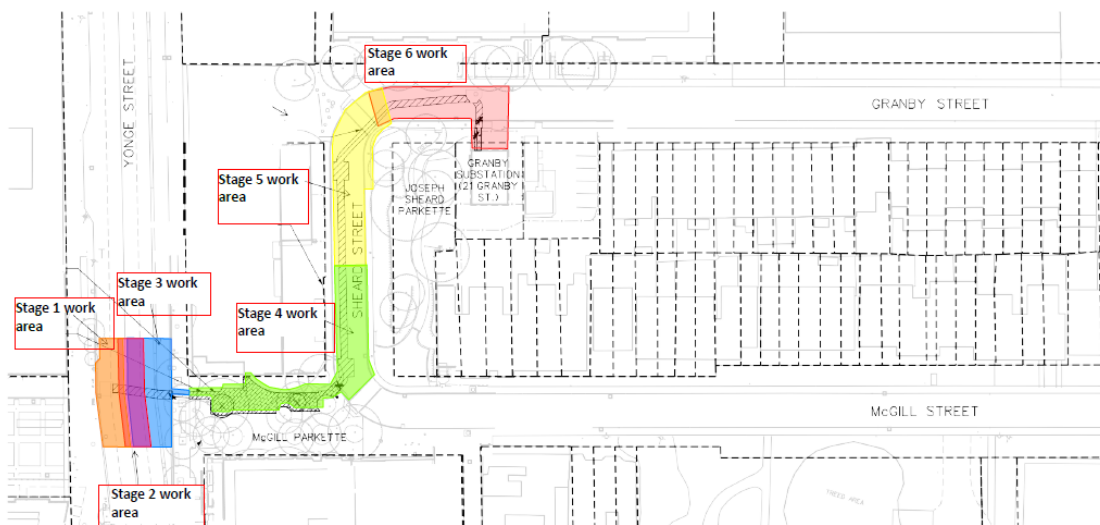 Stage 6 work
area
YONGE STREET
GRANBY STREET
Stage 5 work
area
JOSEPH
SHEARD
PARKETTE
GRANBY
SUBSTATION
(21 GRANBY
ST.)
SHEARD STREET
Stage 3 work
area
Stage 1 work
area
Stage 4 work
area
McGILL STREET
McGILL PARKETTE
Stage 2 work
area
TREED AREA